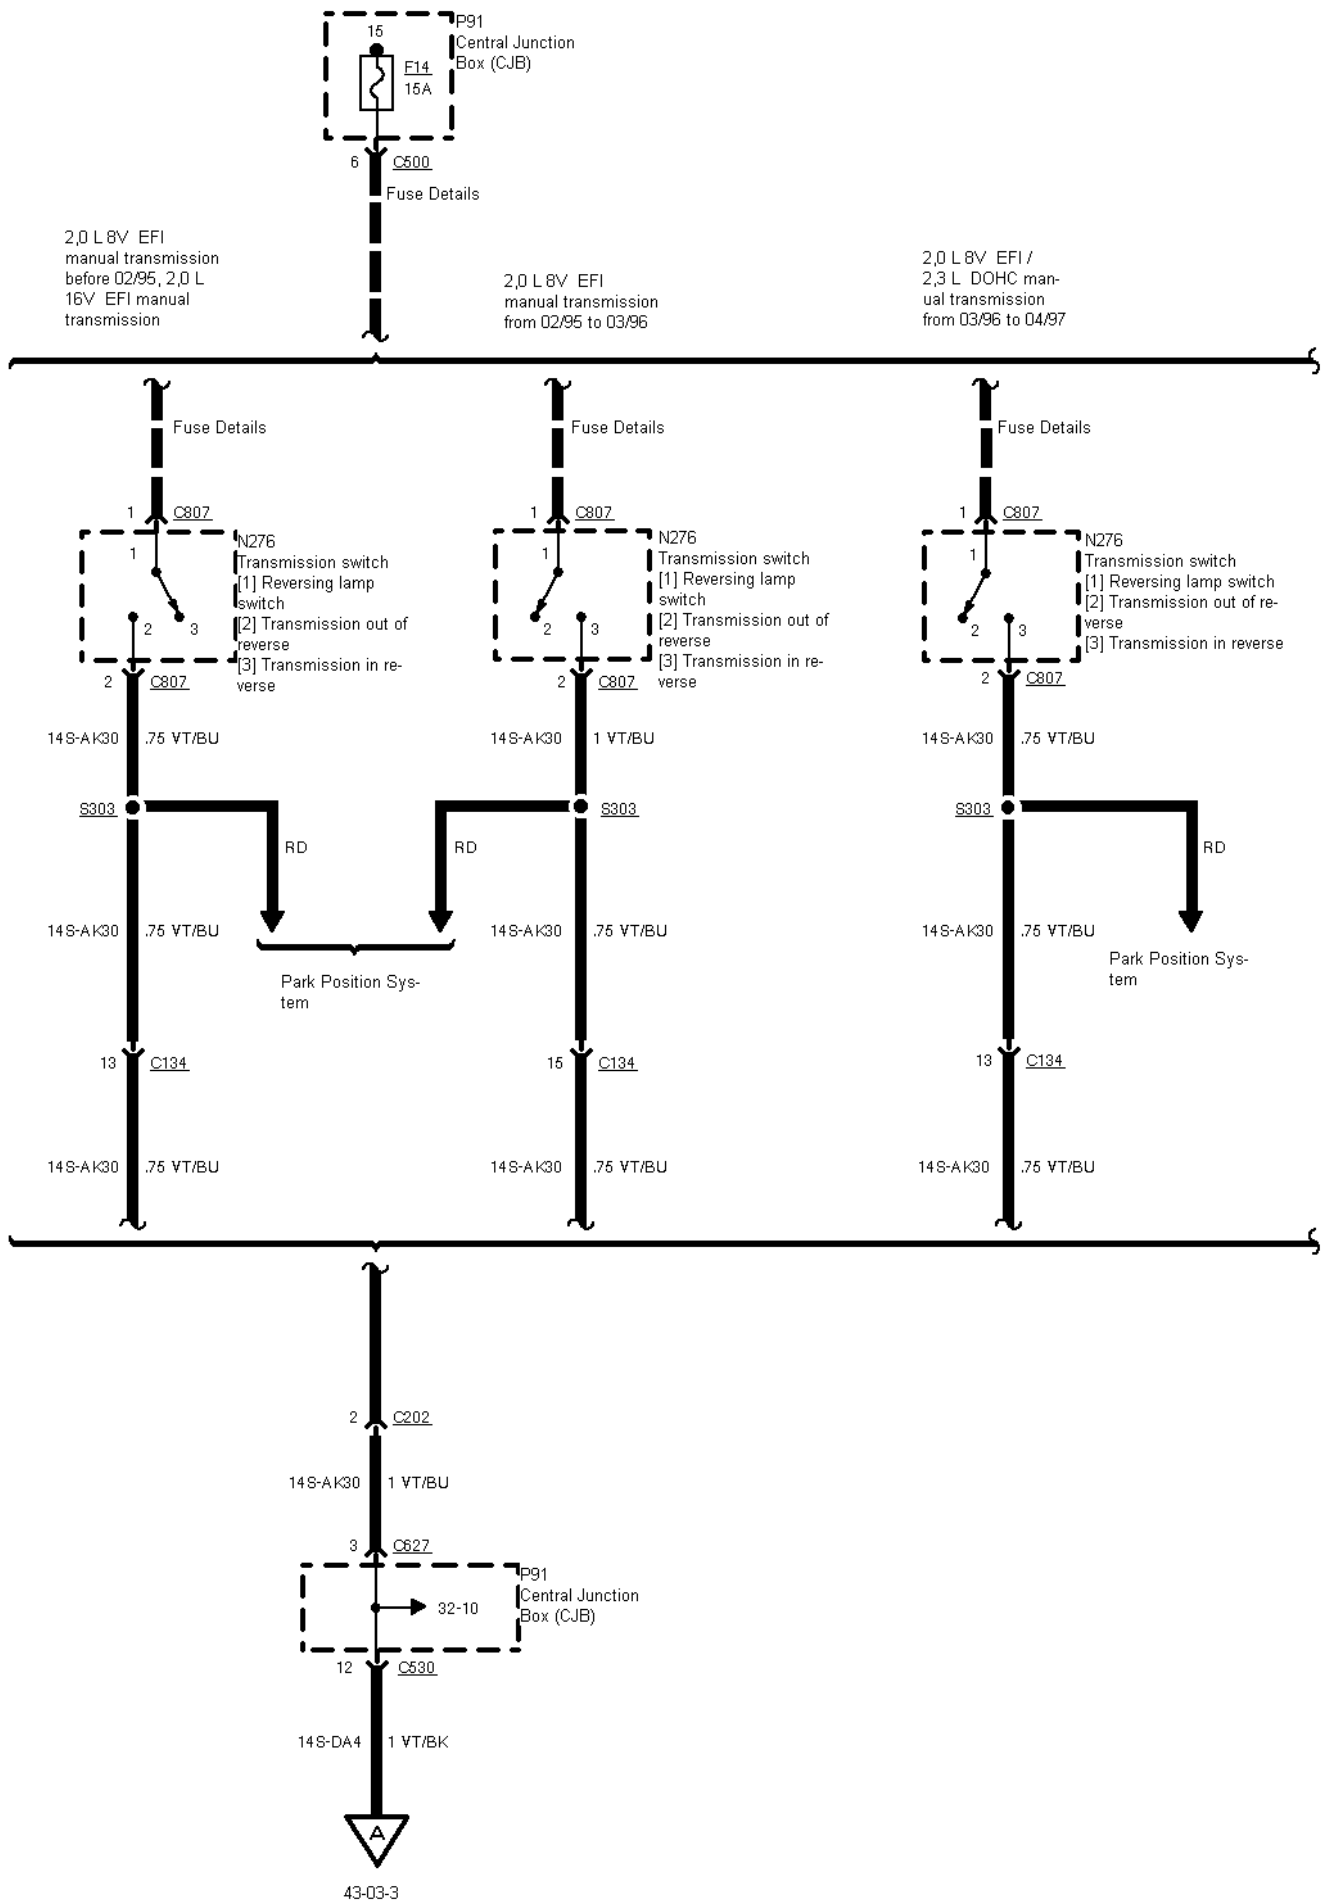 15
P91
Central Junction
Box (CJB)
F14
15A
6
C500
Fuse Details
2,0 L 8V EFI
manual transmission
before 02/95, 2,0 L
16V EFI manual
transmission
2,0 L 8V EFI
manual transmission
from 02/95 to 03/96
2,0 L 8V EFI /
2,3 L DOHC man-
ual transmission
from 03/96 to 04/97
Fuse Details
Fuse Details
Fuse Details
1
C807
1
C807
1
C807
1
2
3
N276
Transmission switch
[1] Reversing lamp
switch
[2] Transmission out of
reverse
[3] Transmission in re-
verse
1
2
3
N276
Transmission switch
[1] Reversing lamp
switch
[2] Transmission out of
reverse
[3] Transmission in re-
verse
1
2
3
N276
Transmission switch
[1] Reversing lamp switch
[2] Transmission out of re-
verse
[3] Transmission in reverse
2
C807
2
C807
2
C807
14S-AK30
.75 VT/BU
14S-AK30
1 VT/BU
14S-AK30
.75 VT/BU
S303
S303
S303
RD
RD
RD
14S-AK30
.75 VT/BU
14S-AK30
.75 VT/BU
14S-AK30
.75 VT/BU
Park Position Sys-
tem
Park Position Sys-
tem
13
C134
15
C134
13
C134
14S-AK30
.75 VT/BU
14S-AK30
.75 VT/BU
14S-AK30
.75 VT/BU
2
C202
14S-AK30
1 VT/BU
3
C627
P91
Central Junction
Box (CJB)
32-10
12
C530
14S-DA4
1 VT/BK
A
43-03-3